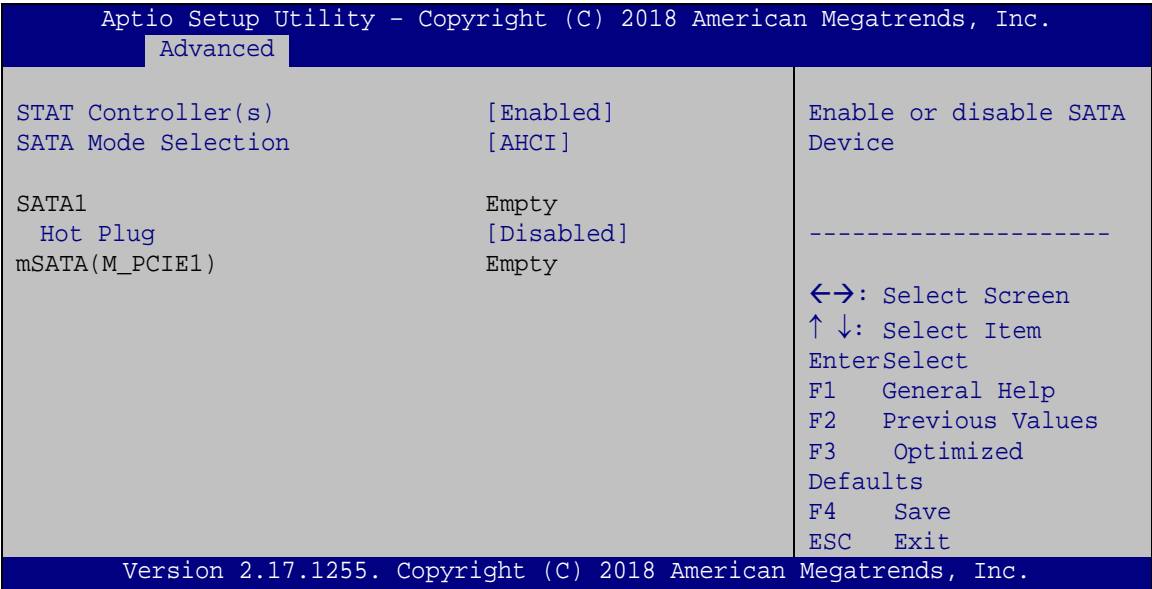 Aptio Setup Utility – Copyright (C) 2018 American Megatrends, Inc.
Advanced
STAT Controller(s) [Enabled]
SATA Mode Selection [AHCI]
SATA1 Empty
Hot Plug [Disabled]
mSATA(M_PCIE1) Empty
Enable or disable SATA
Device
---------------------
←→: Select Screen
↑ ↓: Select Item
EnterSelect
F1 General Help
F2 Previous Values
F3 Optimized
Defaults
F4 Save
ESC Exit
Version 2.17.1255. Copyright (C) 2018 American Megatrends, Inc.